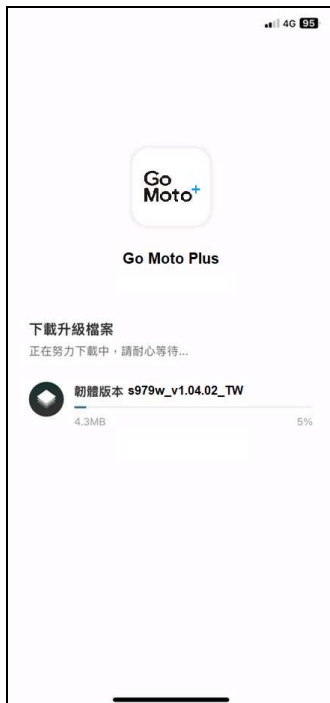 4G 95
Go
Moto+
Go Moto Plus
下載升級檔案
正在努力下載中，請耐心等待...
韌體版本 s979w_v1.04.02_TW
4.3MB 5%